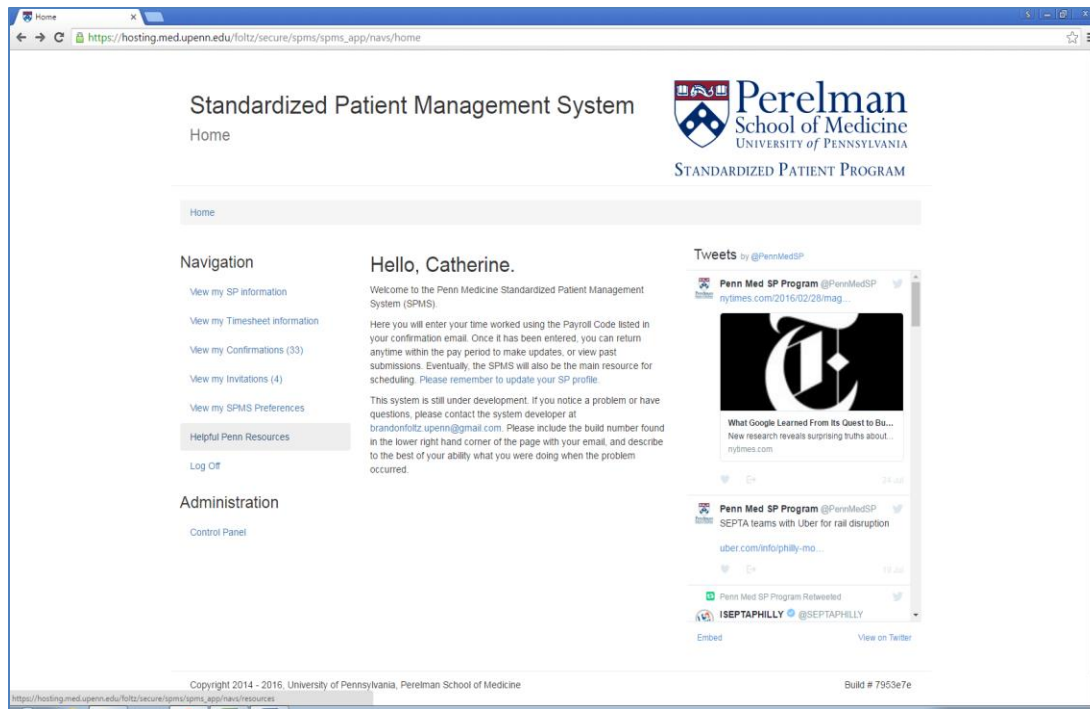 Home
https://hosting.med.upenn.edu/foltz/secure/spms/spms_app/navs/home
Standardized Patient Management System
Home
Perelman
School of Medicine
UNIVERSITY of PENNSYLVANIA
STANDARDIZED PATIENT PROGRAM
Home
Navigation
View my SP information
View my Timesheet information
View my Confirmations (33)
View my Invitations (4)
View my SPMS Preferences
Helpful Penn Resources
Log Off
Administration
Control Panel
Hello, Catherine.
Welcome to the Penn Medicine Standardized Patient Management
System (SPMS).
Here you will enter your time worked using the Payroll Code listed in
your confirmation email. Once it has been entered, you can return
anytime within the pay period to make updates, or view past
submissions. Eventually, the SPMS will also be the main resource for
scheduling. Please remember to update your SP profile.
This system is still under development. If you notice a problem or have
questions, please contact the system developer at
brandonfoltz.upenn@gmail.com. Please include the build number found
in the lower right hand corner of the page with your email, and describe
to the best of your ability what you were doing when the problem
occurred.
Tweets by @PennMedSP
Penn Med SP Program @PennMedSP
nytimes.com/2016/02/28/mag...
What Google Learned From Its Quest to Bu...
New research reveals surprising truths about...
nytimes.com
24 Jul
Penn Med SP Program @PennMedSP
SEPTA teams with Uber for rail disruption
uber.com/info/philly-mo...
Jul
Penn Med SP Program Retweeted
ISEPTAPHILLY @SEPTAPHILLY
Embed
View on Twitter
Copyright 2014 - 2016, University of Pennsylvania, Perelman School of Medicine
Build # 7953e7e
https://hosting.med.upenn.edu/foltz/secure/spms/spms_app/navs/resources